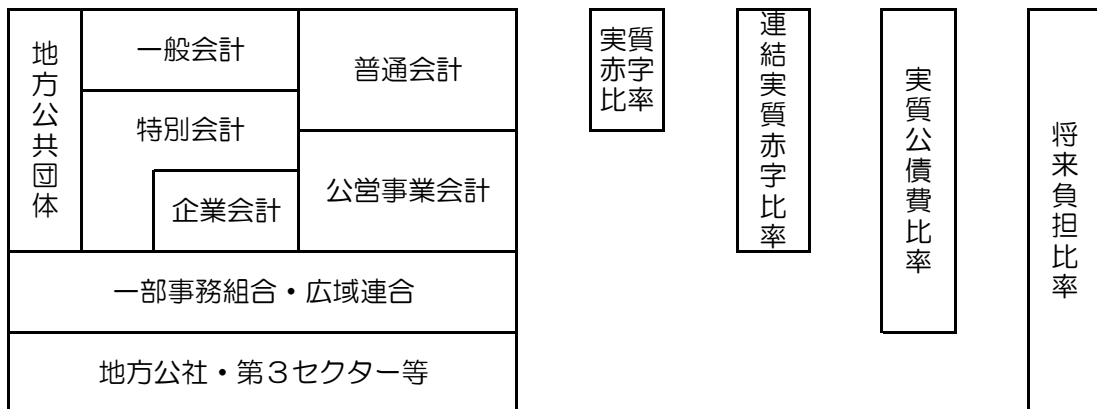 地方公共団体
一般会計
特別会計
企業会計
普通会計
公営事業会計
一部事務組合・広域連合
地方公社・第３セクター等
実質
赤字
比率
連結実質赤字比率
実質公債費比率
将来負担比率